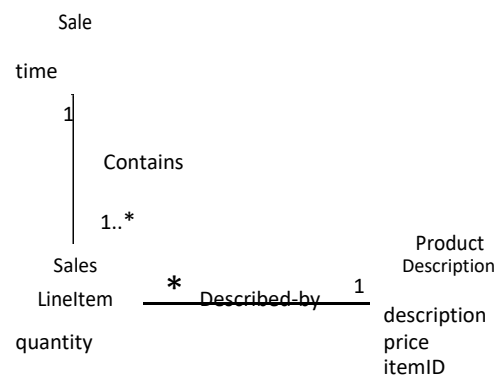 Sale
time
1
Contains
1..*
Sales
LineItem
quantity
*
Described-by
1
Product
Description
description
price
itemID